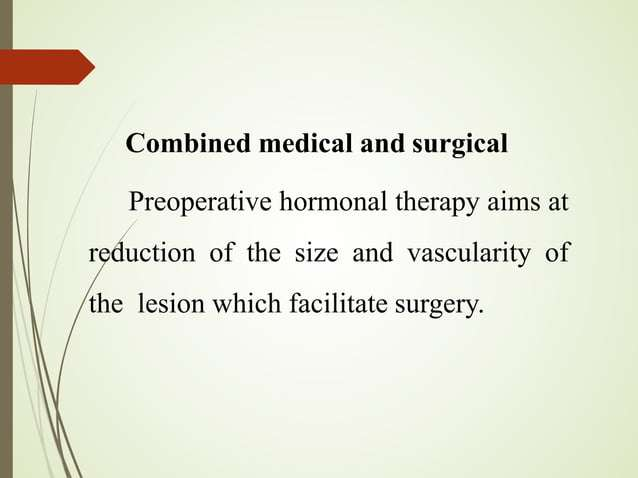 Combined medical and surgical
Preoperative hormonal therapy aims at
reduction of the size and vascularity of
the lesion which facilitate surgery.